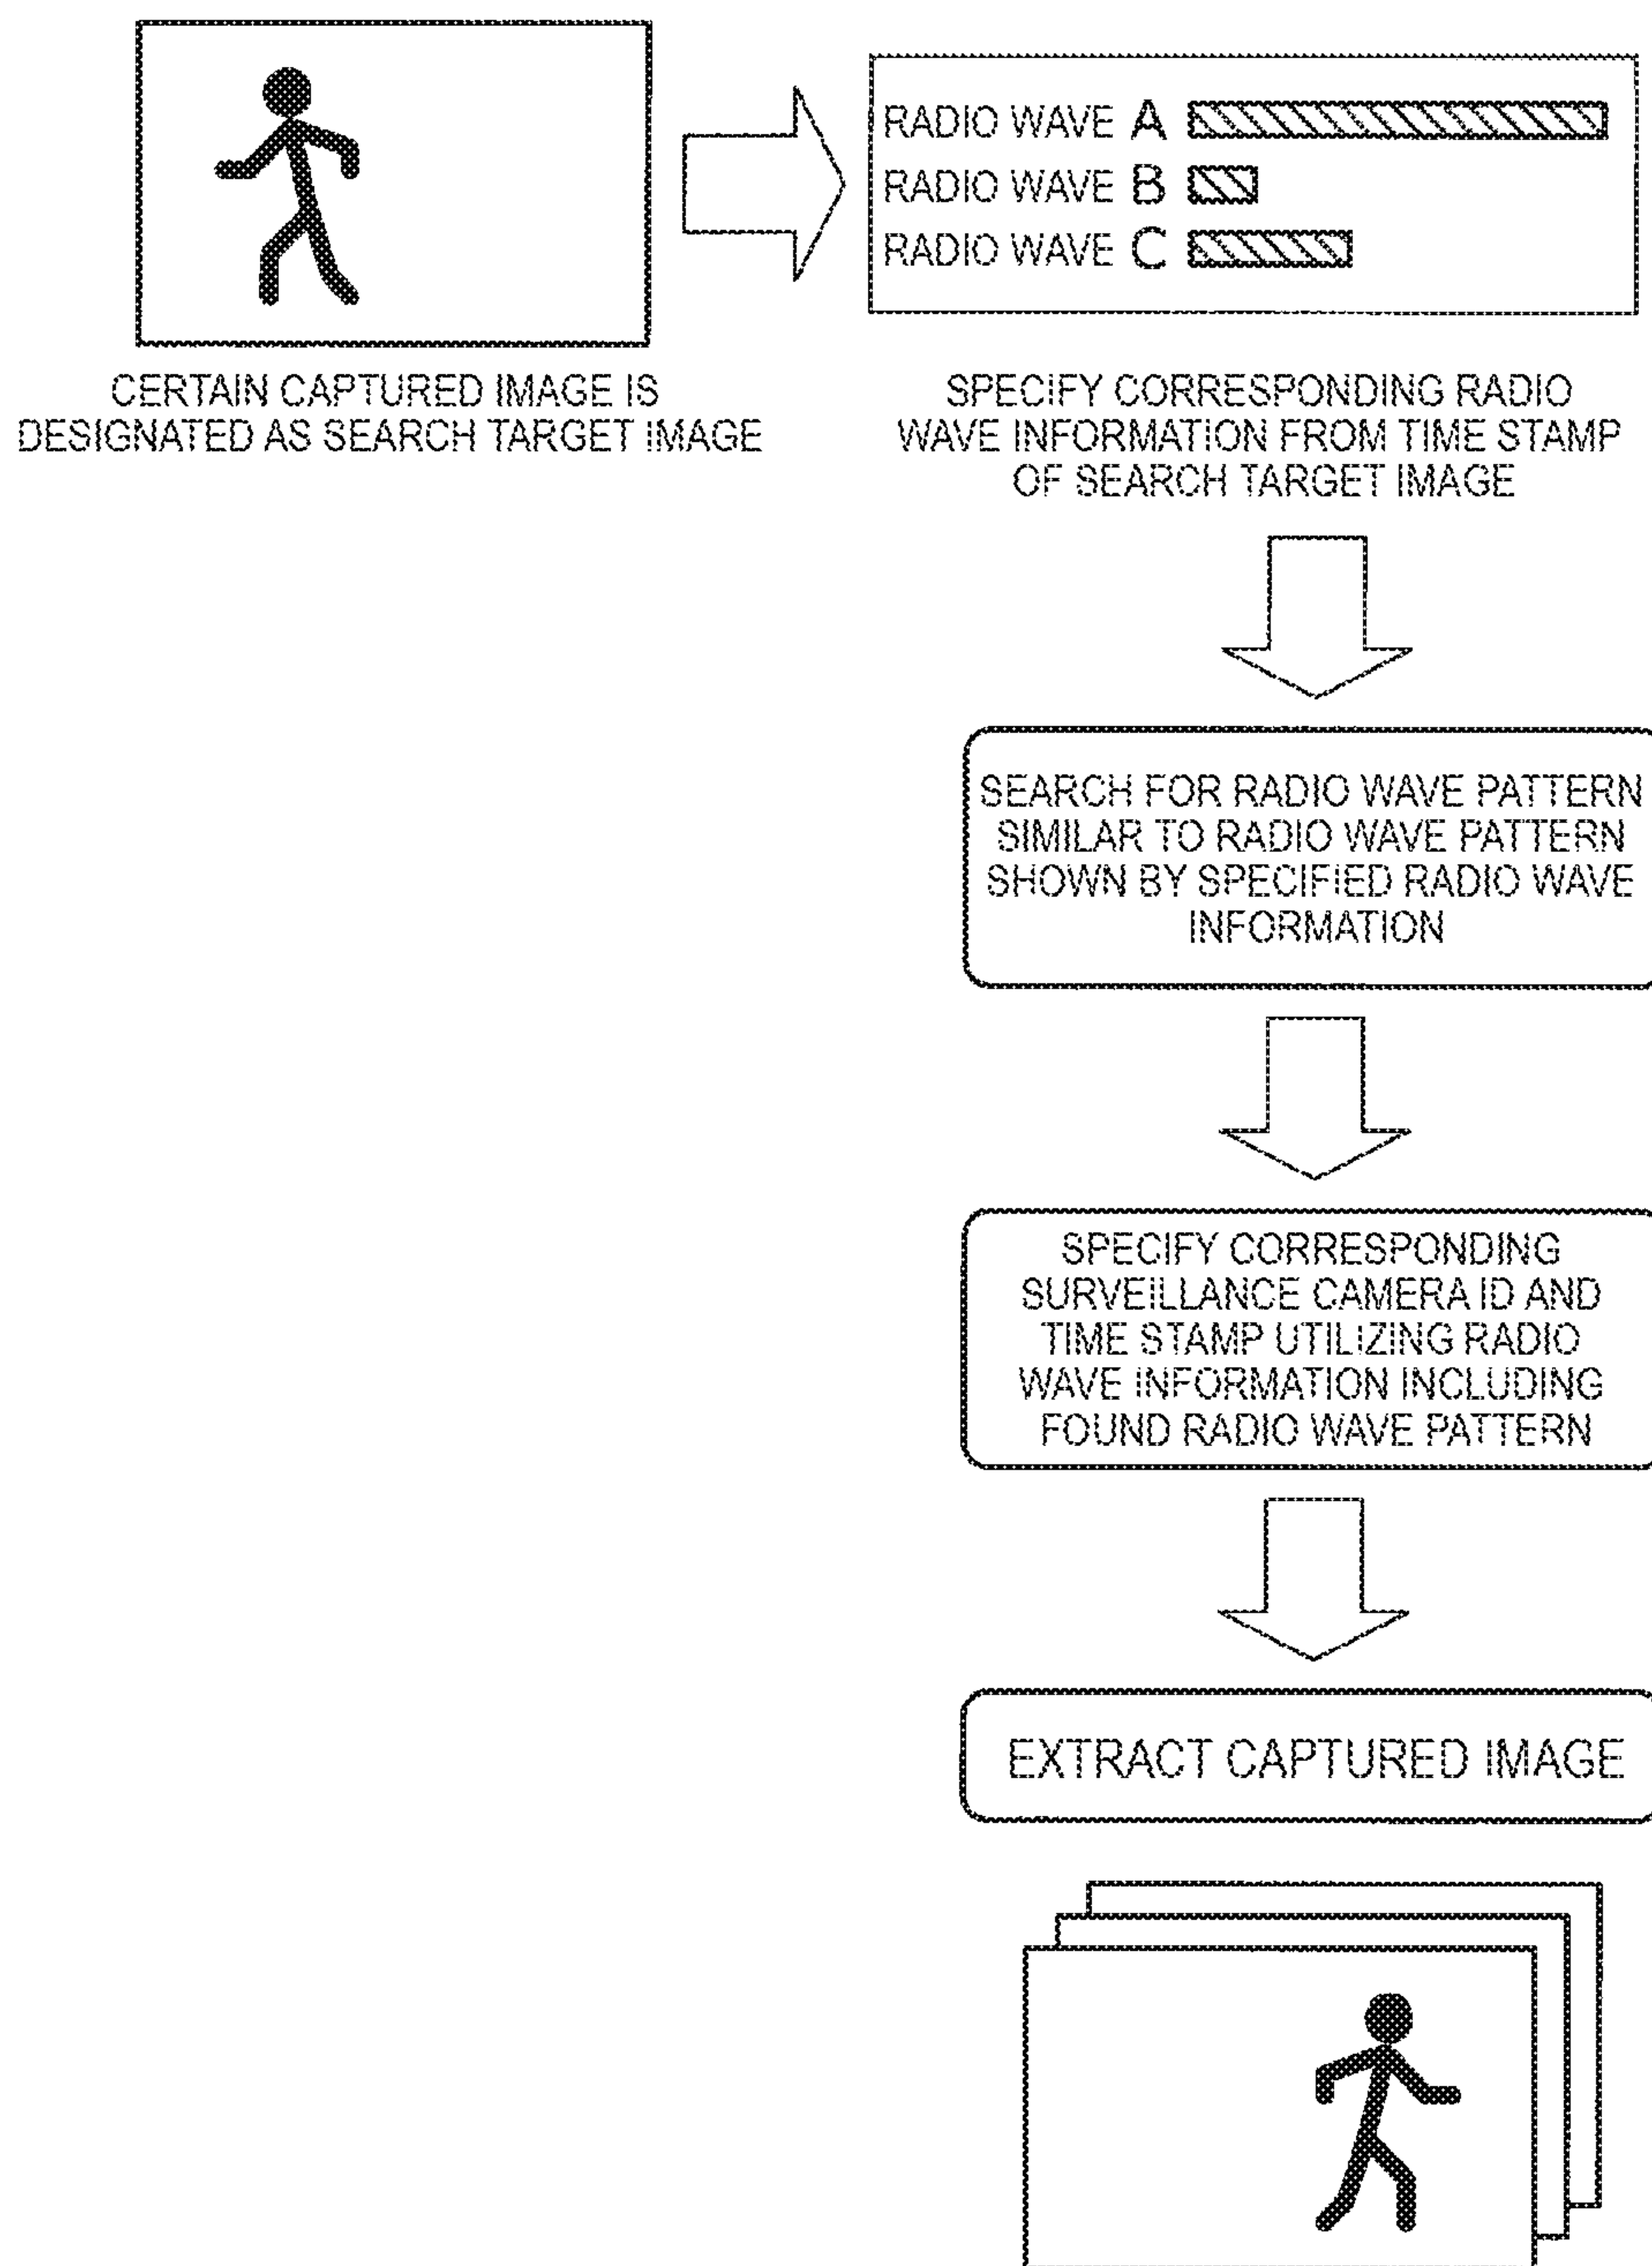 RADIO WAVE A
RADIO WAVE B
RADIO WAVE C
CERTAIN CAPTURED IMAGE IS
DESIGNATED AS SEARCH TARGET IMAGE
SPECIFY CORRESPONDING RADIO
WAVE INFORMATION FROM TIME STAMP
OF SEARCH TARGET IMAGE
SEARCH FOR RADIO WAVE PATTERN
SIMILAR TO RADIO WAVE PATTERN
SHOWN BY SPECIFIED RADIO WAVE
INFORMATION
SPECIFY CORRESPONDING
SURVEILLANCE CAMERA ID AND
TIME STAMP UTILIZING RADIO
WAVE INFORMATION INCLUDING
FOUND RADIO WAVE PATTERN
EXTRACT CAPTURED IMAGE